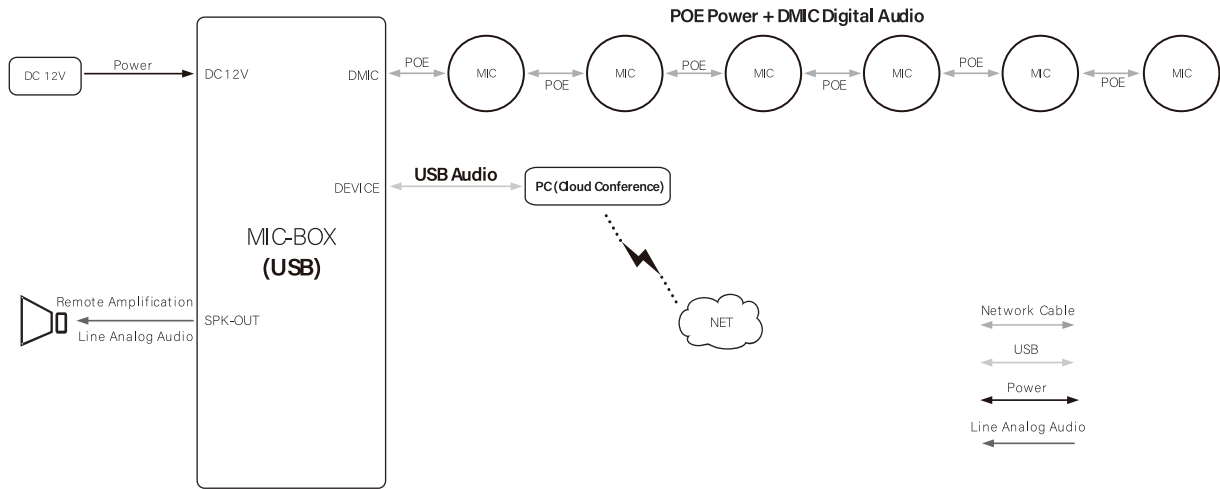 POE Power + DMIC Digital Audio
DC 12V
Power
DC 12V
DMIC
POE
MIC
POE
MIC
POE
MIC
POE
MIC
POE
MIC
POE
MIC
DEVICE
USB Audio
PC (Cloud Conference)
MIC-BOX
(USB)
Remote Amplification
Line Analog Audio
SPK-OUT
NET
Network Cable
USB
Power
Line Analog Audio